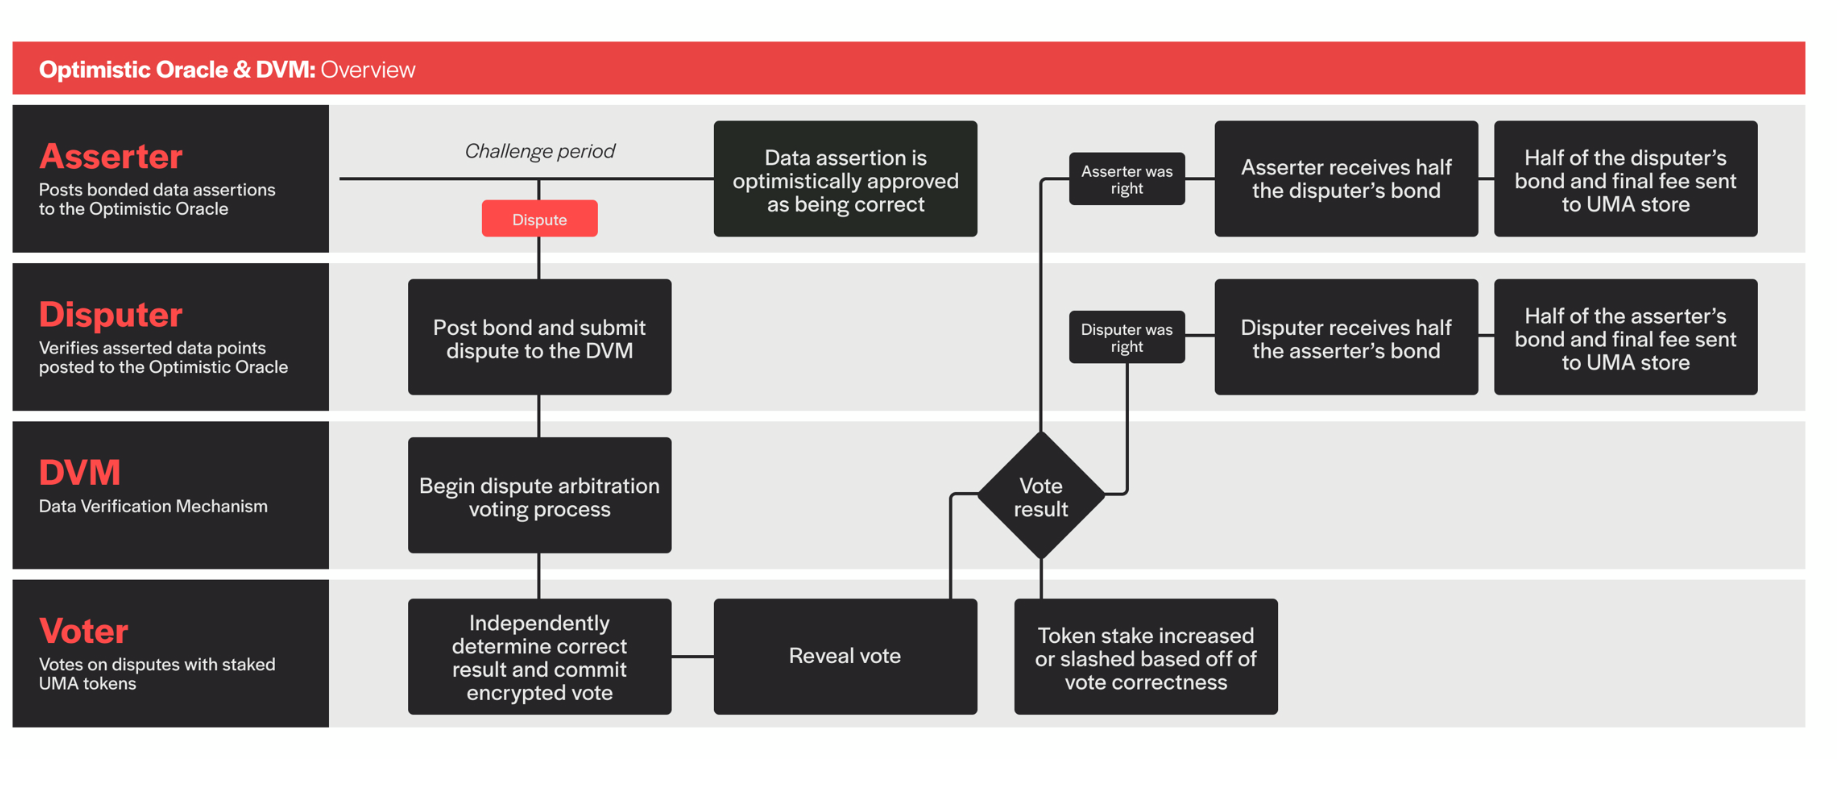 Optimistic Oracle & DVM: Overview
Asserter
Posts bonded data assertions
to the Optimistic Oracle
Challenge period
Dispute
Data assertion is
optimistically approved
as being correct
Asserter was
right
Asserter receives half
the disputer’s bond
Half of the disputer’s
bond and final fee sent
to UMA store
Disputer
Verifies asserted data points
posted to the Optimistic Oracle
Post bond and submit
dispute to the DVM
Disputer was
right
Disputer receives half
the asserter’s bond
Half of the asserter’s
bond and final fee sent
to UMA store
DVM
Data Verification Mechanism
Begin dispute arbitration
voting process
Vote
result
Voter
Votes on disputes with staked
UMA tokens
Independently
determine correct
result and commit
encrypted vote
Reveal vote
Token stake increased
or slashed based off of
vote correctness